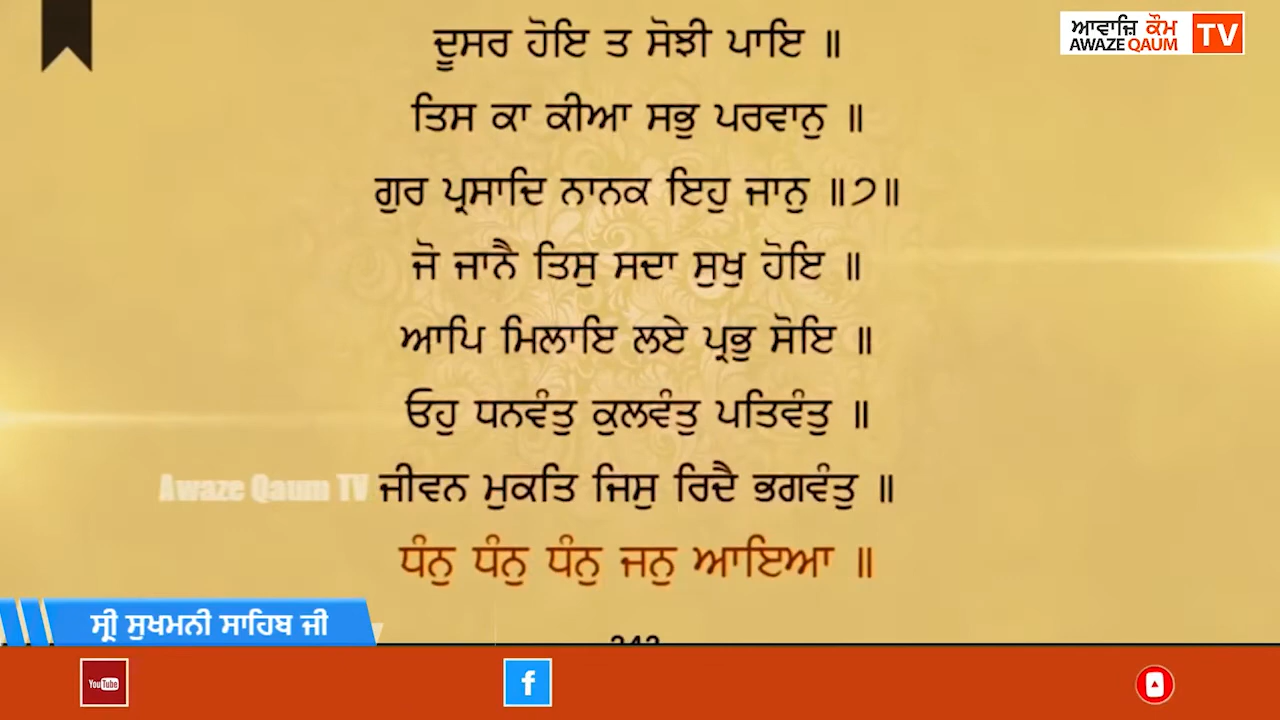 ਆਵਾਜ਼ਿ ਕੌਮ
AWAZE QAUM TV
ਦੂਸਰ ਹੋਇ ਤ ਸੋਝੀ ਪਾਇ ॥
ਤਿਸ ਕਾ ਕੀਆ ਸਭੁ ਪਰਵਾਨੁ ॥
ਗੁਰ ਪ੍ਰਸਾਦਿ ਨਾਨਕ ਇਹੁ ਜਾਨੁ ॥੭॥
ਜੋ ਜਾਨੈ ਤਿਸੁ ਸਦਾ ਸੁਖੁ ਹੋਇ ॥
ਆਪਿ ਮਿਲਾਇ ਲਏ ਪ੍ਰਭੁ ਸੋਇ ॥
ਓਹੁ ਧਨਵੰਤੁ ਕੁਲਵੰਤੁ ਪਤਿਵੰਤੁ ॥
Awaze Qaum TV
ਜੀਵਨ ਮੁਕਤਿ ਜਿਸੁ ਰਿਦੈ ਭਗਵੰਤੁ ॥
ਧੰਨੁ ਧੰਨੁ ਧੰਨੁ ਜਨੁ ਆਇਆ ॥
ਸ੍ਰੀ ਸੁਖਮਨੀ ਸਾਹਿਬ ਜੀ
YouTube
f